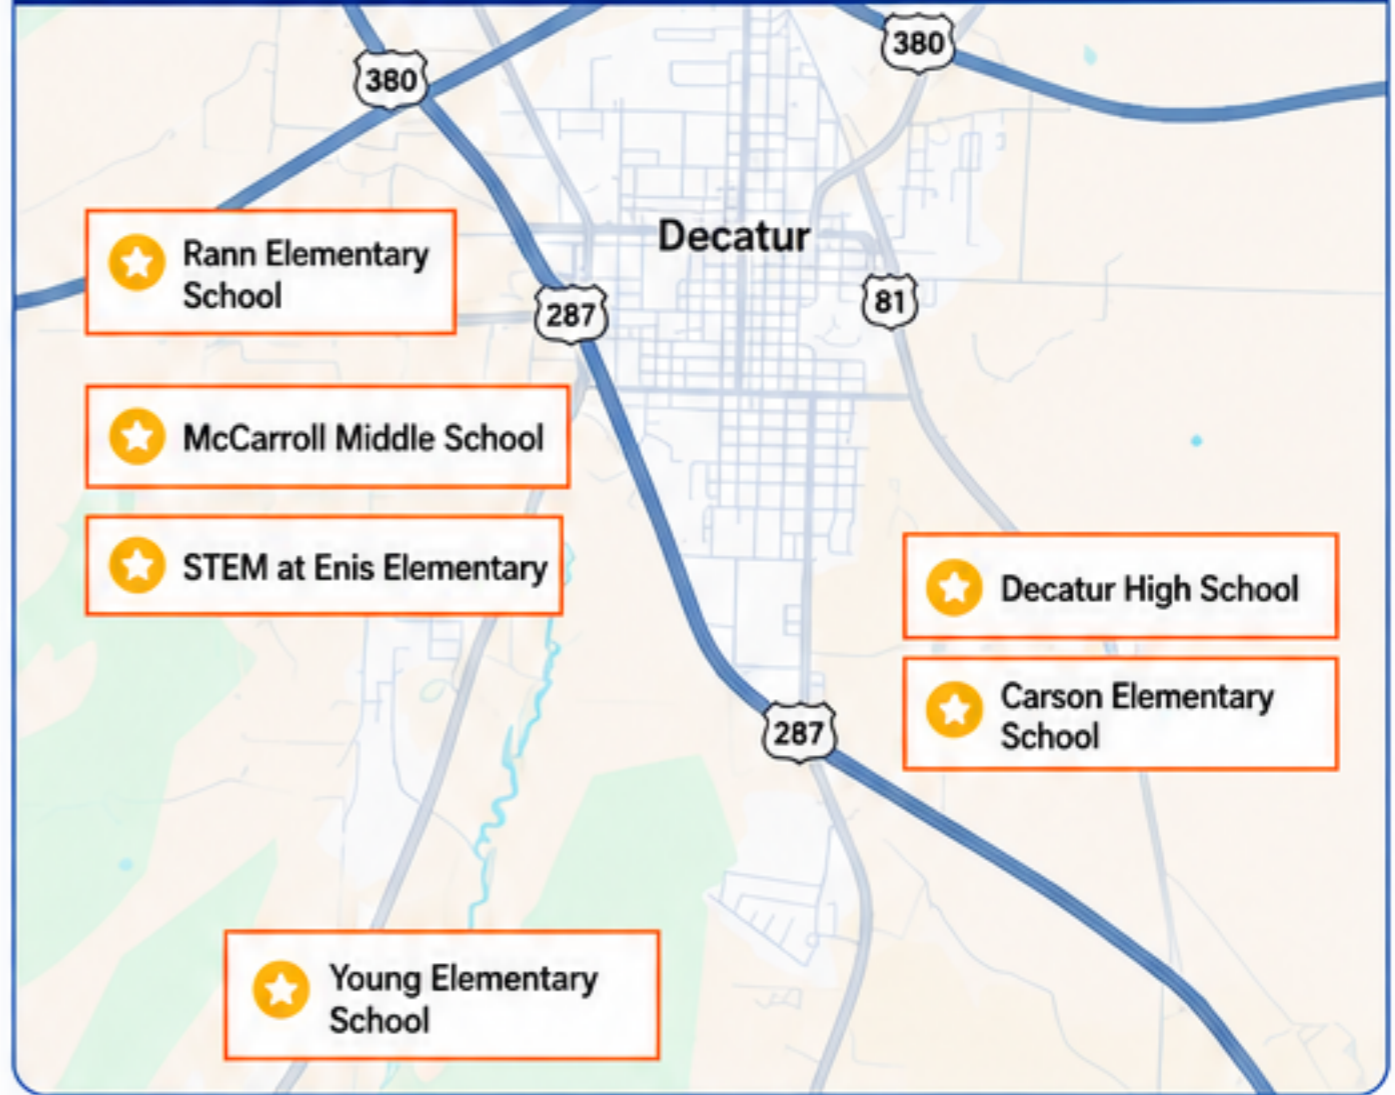 380
380
Decatur
Rann Elementary
School
287
81
McCarroll Middle School
STEM at Enis Elementary
Decatur High School
Carson Elementary
School
287
Young Elementary
School